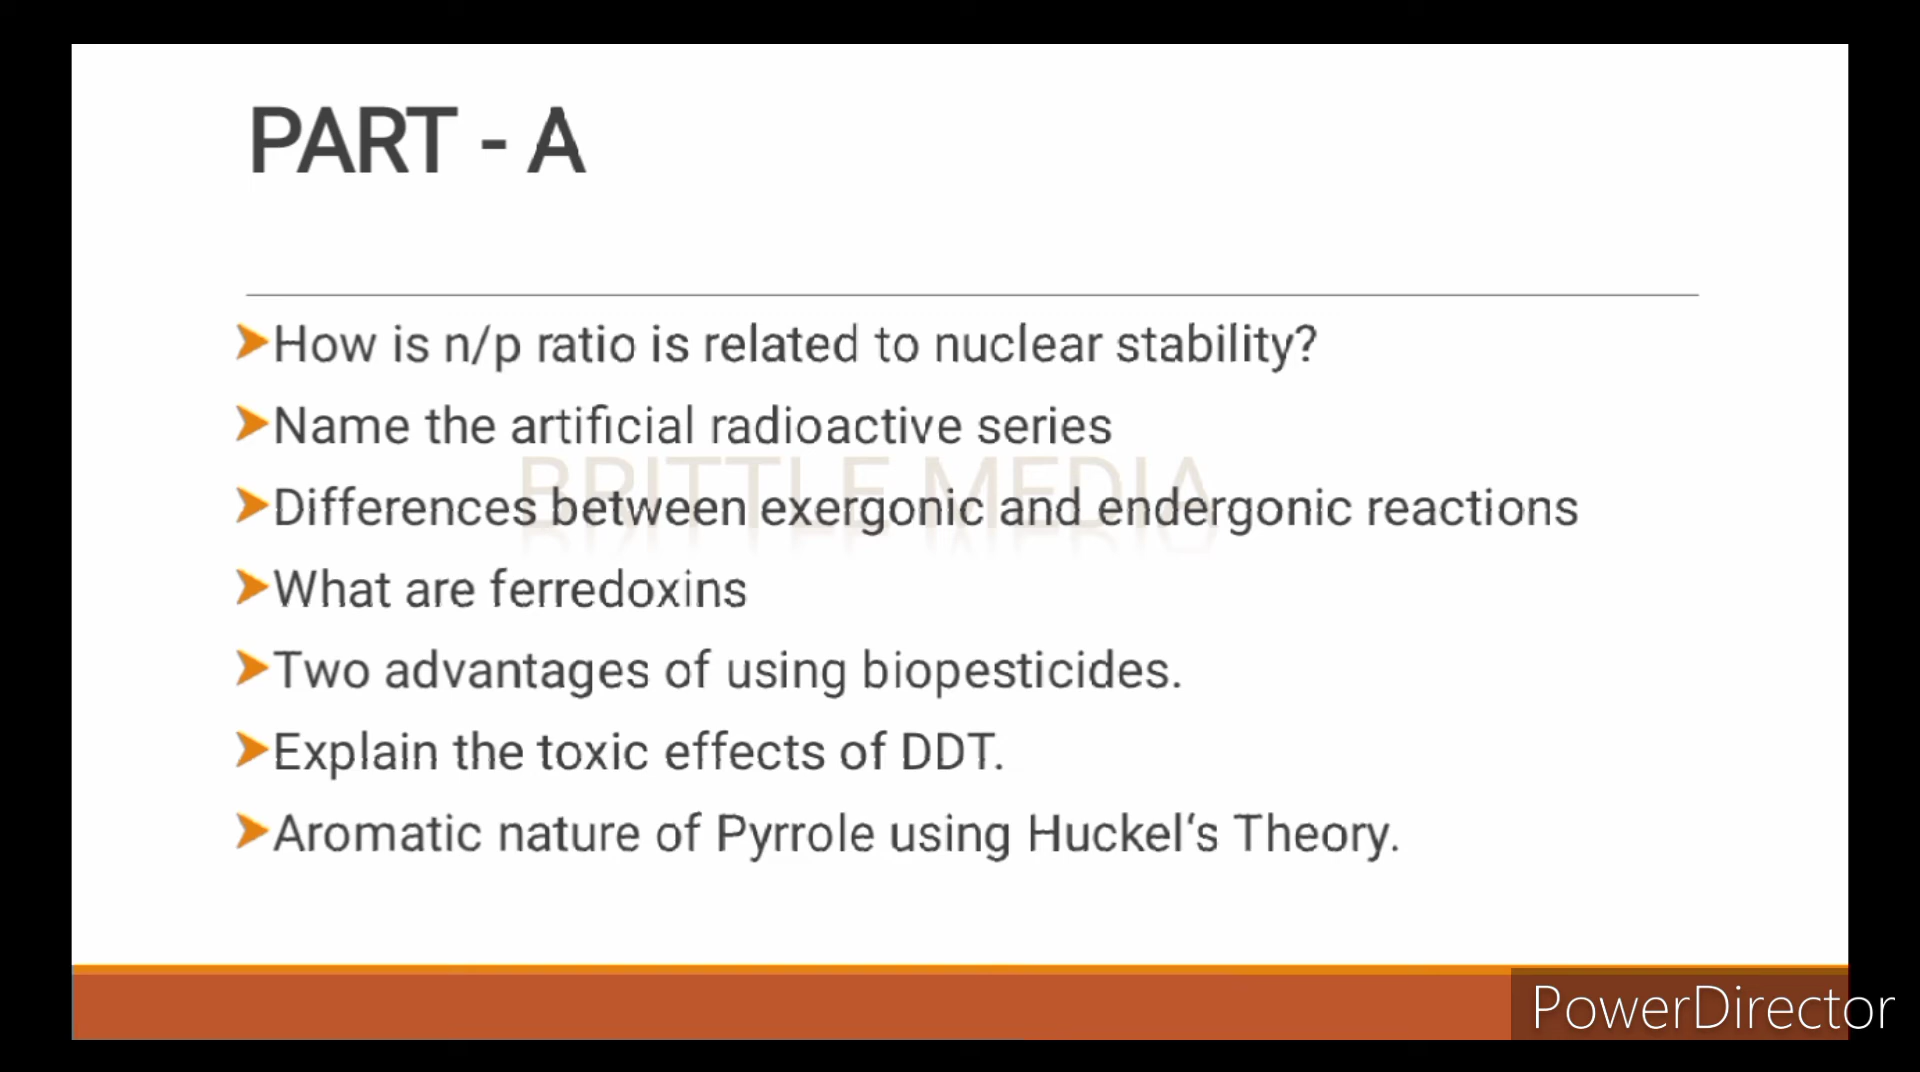 PART - A
➤How is n/p ratio is related to nuclear stability?
➤Name the artificial radioactive series
BRITTLE MEDIA
➤Differences between exergonic and endergonic reactions
➤What are ferredoxins
➤Two advantages of using biopesticides.
➤Explain the toxic effects of DDT.
➤Aromatic nature of Pyrrole using Huckel‘s Theory.
PowerDirector